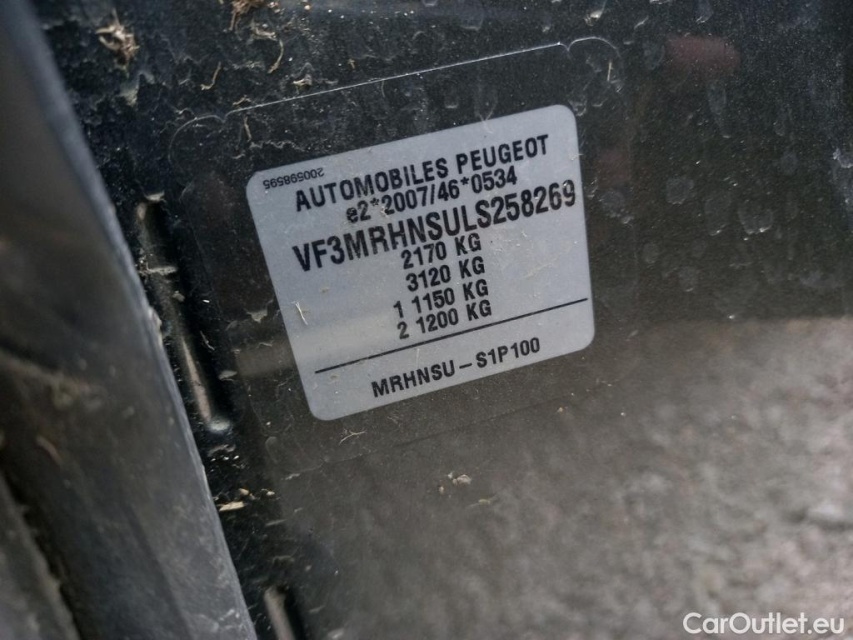 200598595
AUTOMOBILES PEUGEOT
e2*2007/46*0534
VF3MRHNSULS258269
2170 KG
3120 KG
1 1150 KG
2 1200 KG
MRHNSU-S1P100
CarOutlet.eu